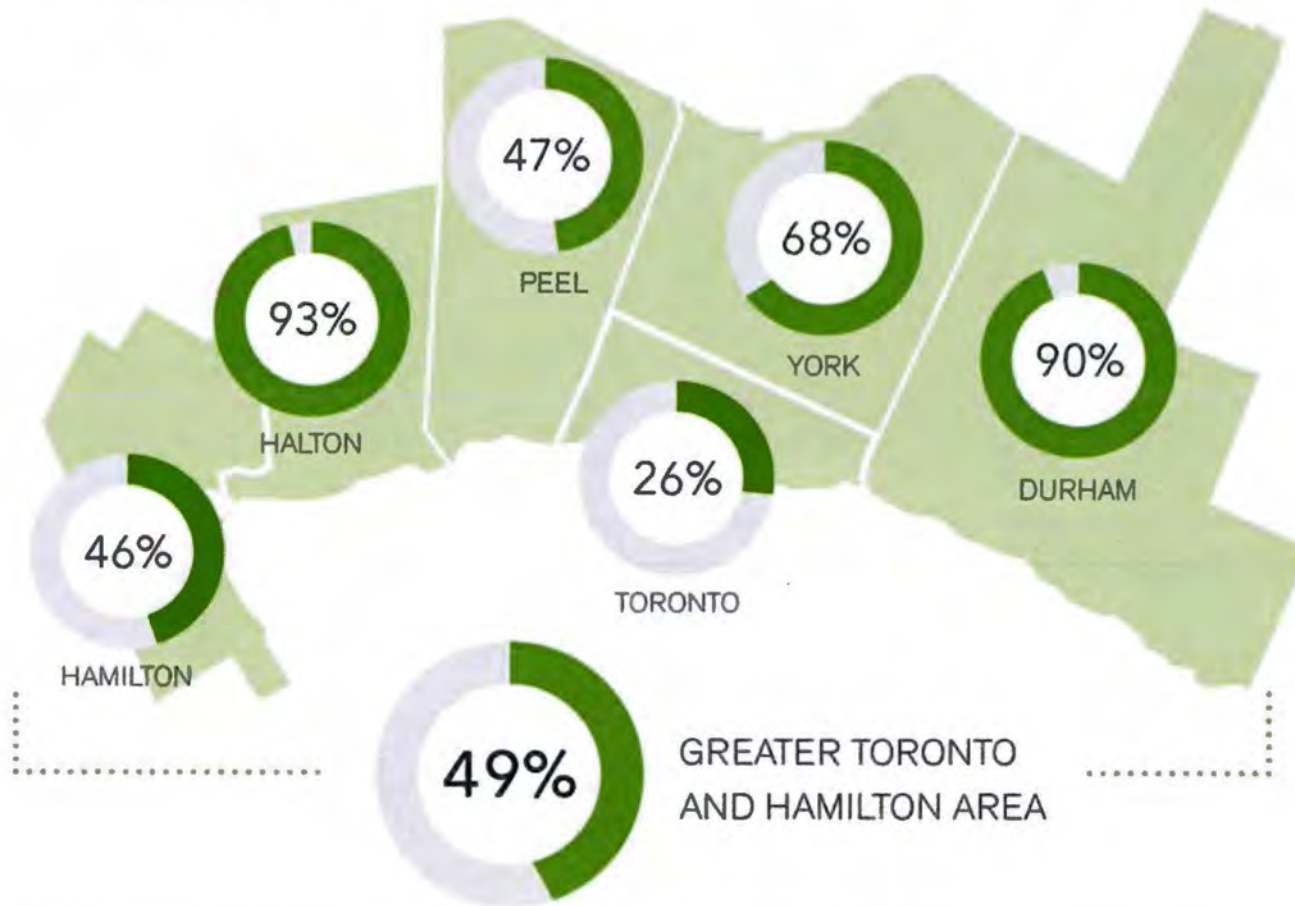 47%
PEEL
68%
YORK
93%
HALTON
90%
DURHAM
26%
TORONTO
46%
HAMILTON
49%
GREATER TORONTO
AND HAMILTON AREA